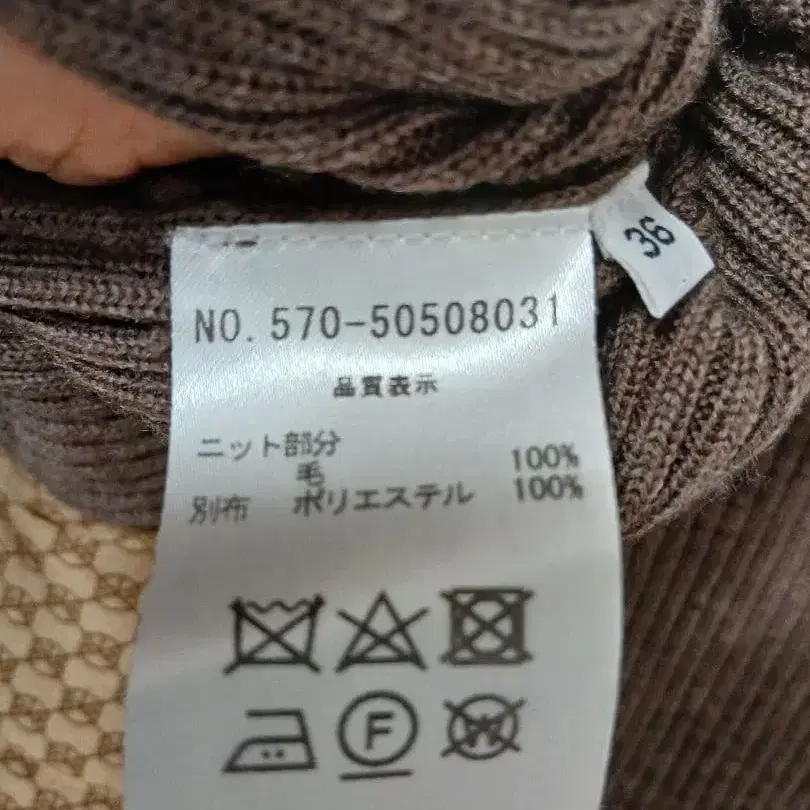 36
NO. 570-50508031
品質表示
ニット部分
毛 100%
別布 ポリエステル 100%
F
W